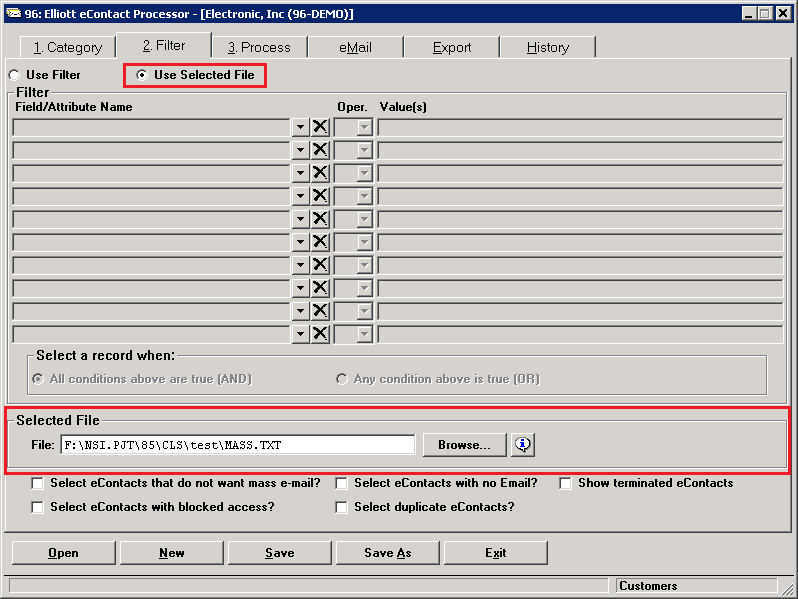 96: Elliott eContact Processor - [Electronic, Inc (96-DEMO)]
1. Category 2. Filter 3. Process eMail Export History
Use Filter Use Selected File
Filter
Field/Attribute Name Oper. Value(s)
Select a record when:
All conditions above are true (AND) Any condition above is true (OR)
Selected File
File: F:\NSI.PJT\85\CLS\test\MASS.TXT Browse...
Select eContacts that do not want mass e-mail? Select eContacts with no Email? Show terminated eContacts
Select eContacts with blocked access? Select duplicate eContacts?
Open New Save Save As Exit
Customers